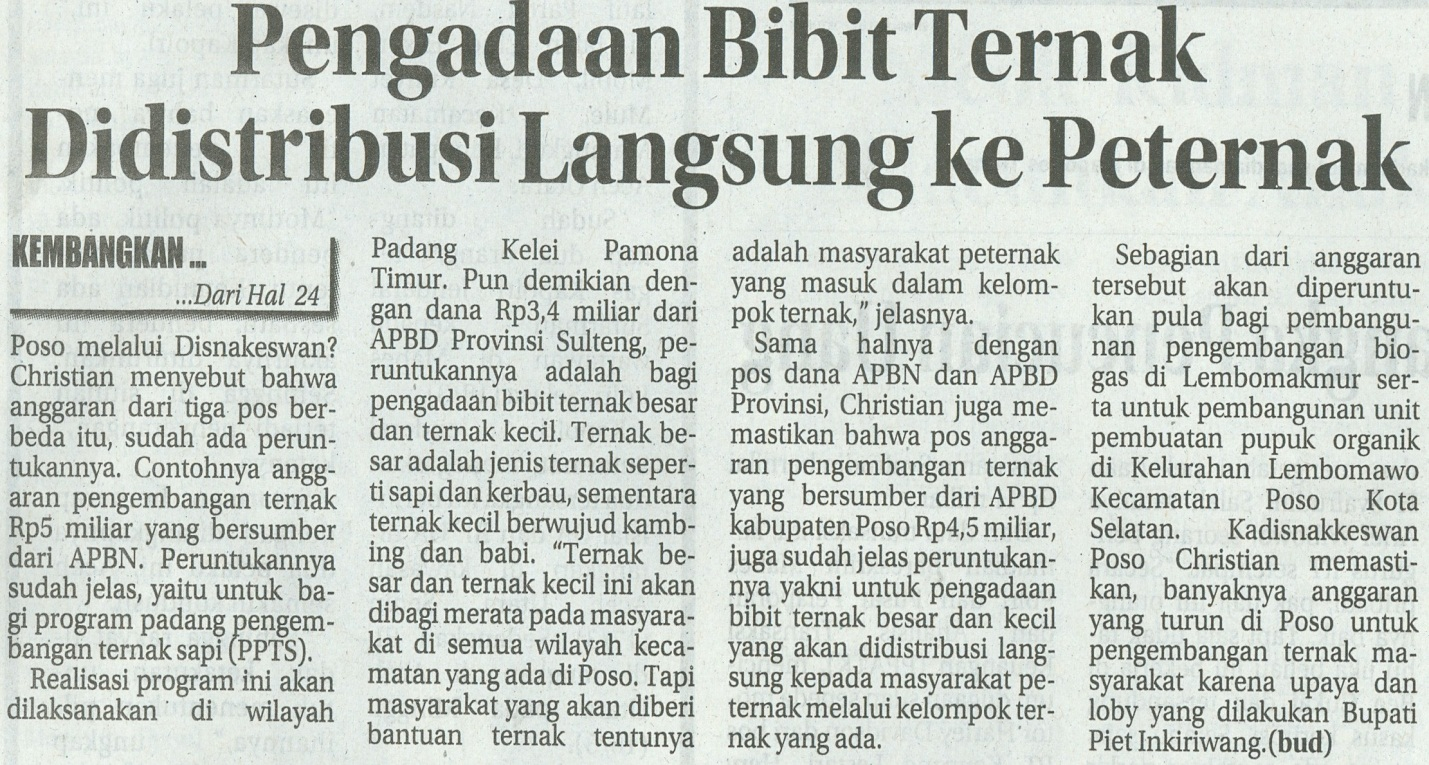 Pengadaan Bibit Ternak
Didistribusi Langsung ke Peternak
KEMBANGKAN ...
...Dari Hal 24
Poso melalui Disnakeswan?
Christian menyebut bahwa
anggaran dari tiga pos ber-
beda itu, sudah ada perun-
tukannya. Contohnya angg-
aran pengembangan ternak
Rp5 miliar yang bersumber
dari APBN. Peruntukannya
sudah jelas, yaitu untuk ba-
gi program padang pengem-
bangan ternak sapi (PPTS).
Realisasi program ini akan
dilaksanakan di wilayah
Padang Kelei Pamona
Timur. Pun demikian den-
gan dana Rp3,4 miliar dari
APBD Provinsi Sulteng, pe-
runtukannya adalah bagi
pengadaan bibit ternak besar
dan ternak kecil. Ternak be-
sar adalah jenis ternak seper-
ti sapi dan kerbau, sementara
ternak kecil berwujud kamb-
ing dan babi. “Ternak be-
sar dan ternak kecil ini akan
dibagi merata pada masyara-
kat di semua wilayah keca-
matan yang ada di Poso. Tapi
masyarakat yang akan diberi
bantuan ternak tentunya
adalah masyarakat peternak
yang masuk dalam kelom-
pok ternak,” jelasnya.
Sama halnya dengan
pos dana APBN dan APBD
Provinsi, Christian juga me-
mastikan bahwa pos angga-
ran pengembangan ternak
yang bersumber dari APBD
kabupaten Poso Rp4,5 miliar,
juga sudah jelas peruntukan-
nya yakni untuk pengadaan
bibit ternak besar dan kecil
yang akan didistribusi lang-
sung kepada masyarakat pe-
ternak melalui kelompok ter-
nak yang ada.
Sebagian dari anggaran
tersebut akan diperuntu-
kan pula bagi pembangu-
nan pengembangan bio-
gas di Lembomakmur ser-
ta untuk pembangunan unit
pembuatan pupuk organik
di Kelurahan Lembomawo
Kecamatan Poso Kota
Selatan. Kadisnakkeswan
Poso Christian memasti-
kan, banyaknya anggaran
yang turun di Poso untuk
pengembangan ternak ma-
syarakat karena upaya dan
loby yang dilakukan Bupati
Piet Inkiriwang.(bud)